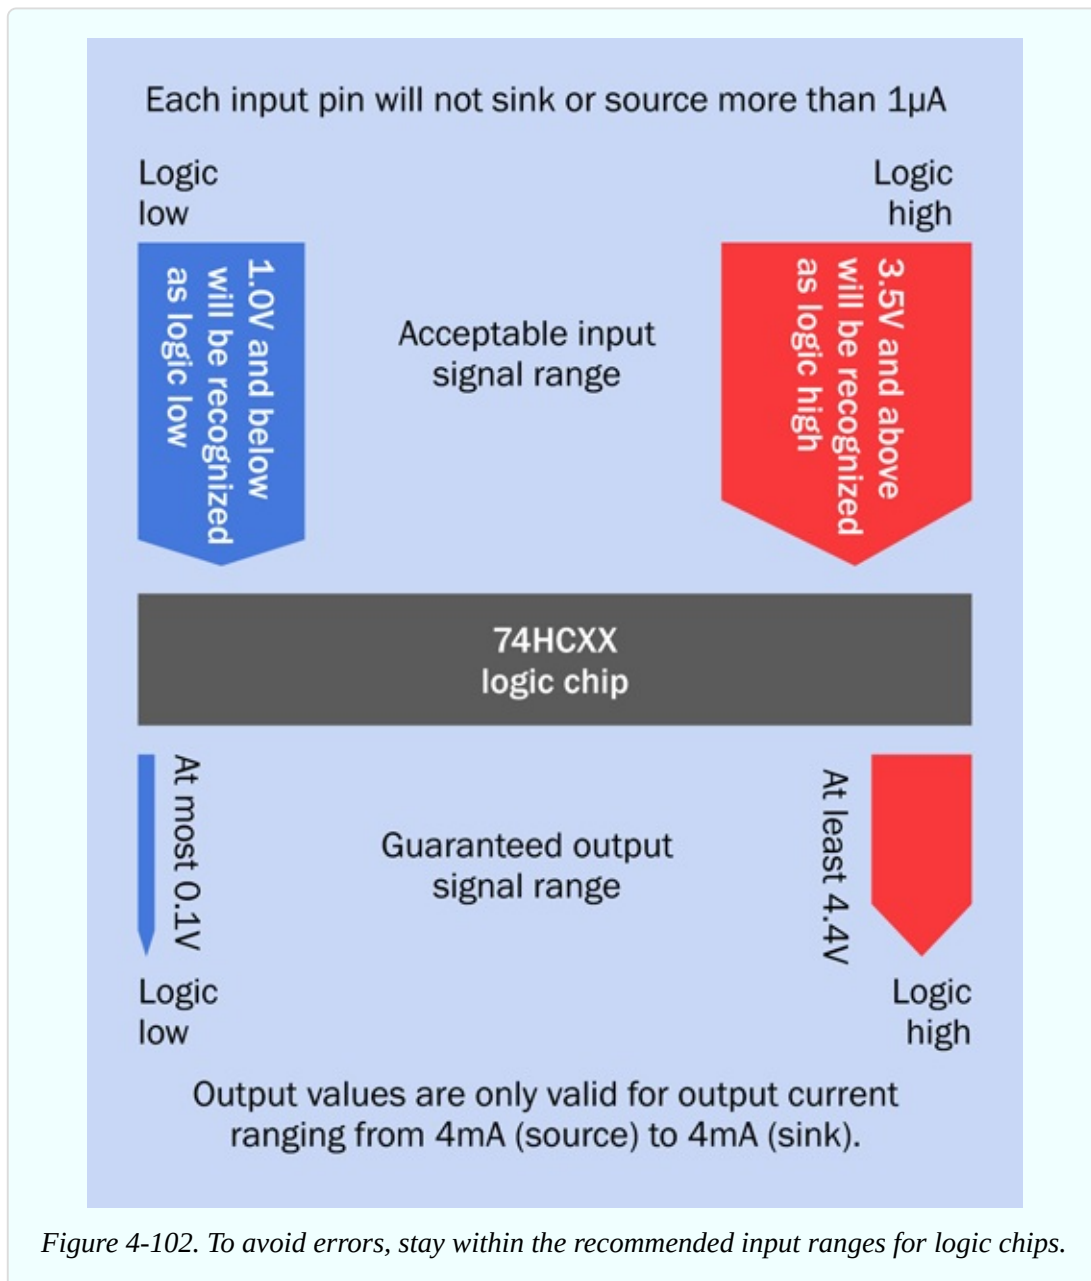 Each input pin will not sink or source more than 1µA
Logic
low
Logic
high
1.0V and below
will be recognized
as logic low
Acceptable input
signal range
3.5V and above
will be recognized
as logic high
74HCXX
logic chip
At most 0.1V
Guaranteed output
signal range
At least 4.4V
Logic
low
Logic
high
Output values are only valid for output current
ranging from 4mA (source) to 4mA (sink).
Figure 4-102. To avoid errors, stay within the recommended input ranges for logic chips.